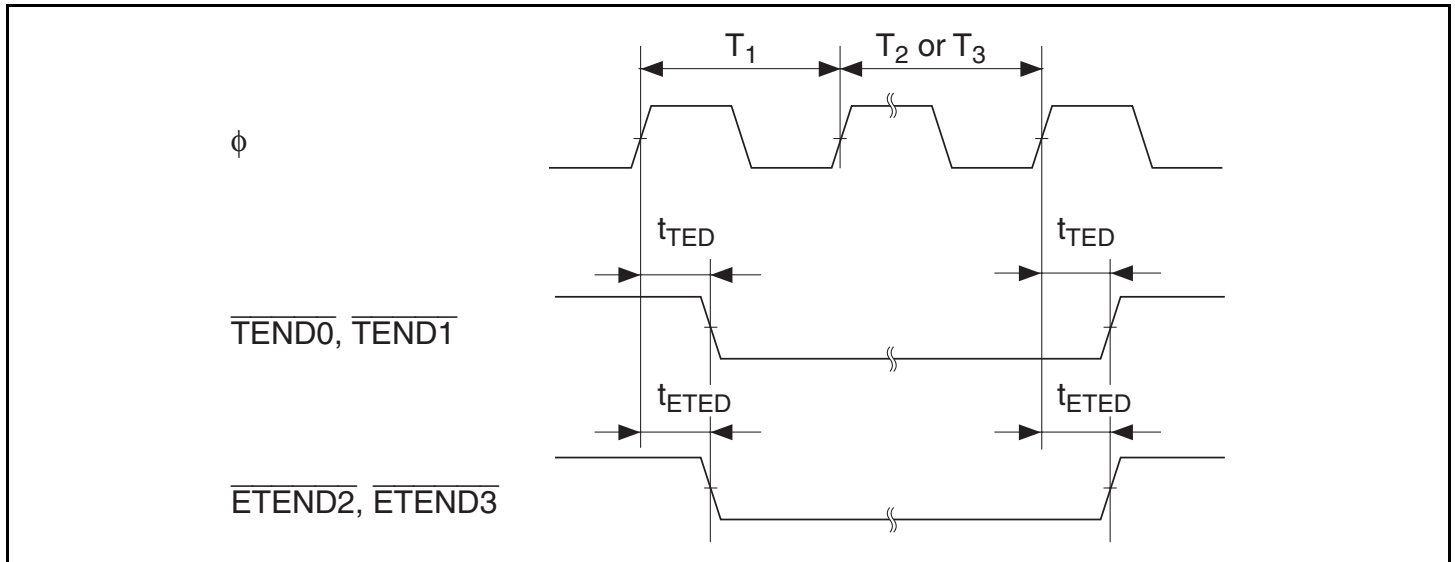 T1 T2 or T3
ϕ
tTED tTED
TEND0, TEND1
tETED tETED
ETEND2, ETEND3